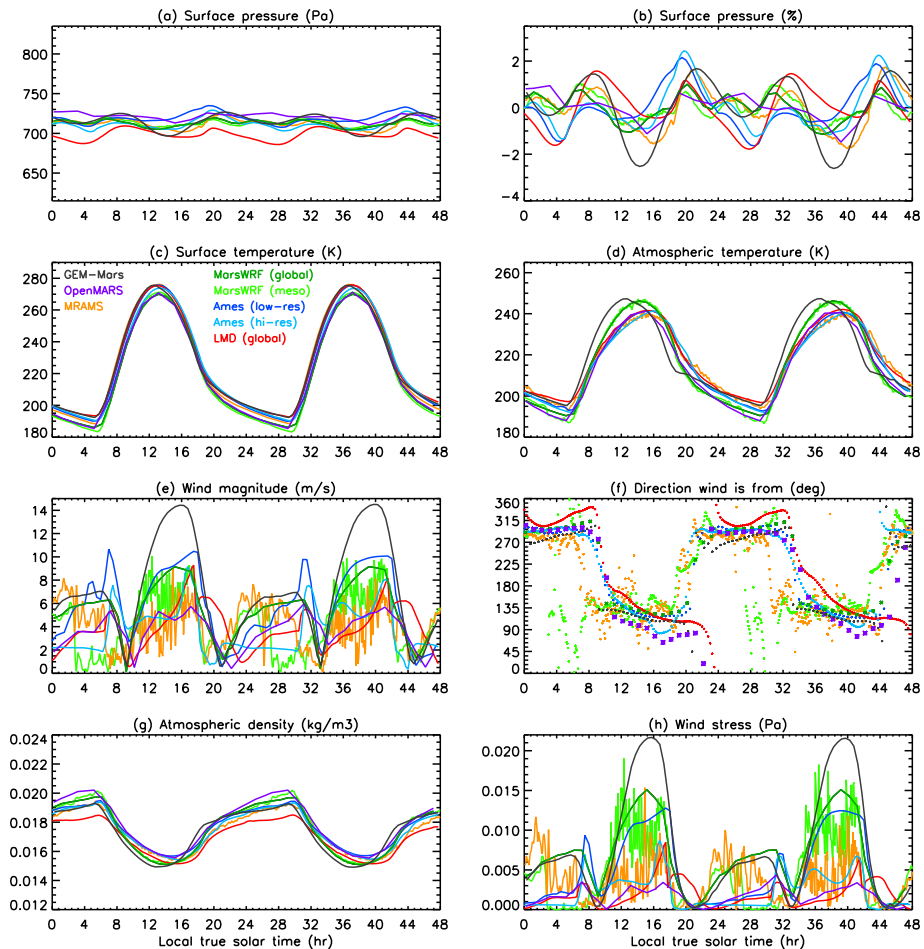 (a) Surface pressure (Pa)
800
750
700
650
0 4 8 12 16 20 24 28 32 36 40 44 48
(b) Surface pressure (%)
2
0
−2
−4
0 4 8 12 16 20 24 28 32 36 40 44 48
(c) Surface temperature (K)
280
260
240
220
200
180
GEM−Mars
OpenMARS
MRAMS
MarsWRF (global)
MarsWRF (meso)
Ames (low−res)
Ames (hi−res)
LMD (global)
0 4 8 12 16 20 24 28 32 36 40 44 48
(d) Atmospheric temperature (K)
260
240
220
200
180
0 4 8 12 16 20 24 28 32 36 40 44 48
(e) Wind magnitude (m/s)
14
12
10
8
6
4
2
0
0 4 8 12 16 20 24 28 32 36 40 44 48
(f) Direction wind is from (deg)
360
315
270
225
180
135
90
45
0
0 4 8 12 16 20 24 28 32 36 40 44 48
(g) Atmospheric density (kg/m3)
0.024
0.022
0.020
0.018
0.016
0.014
0.012
0 4 8 12 16 20 24 28 32 36 40 44 48
Local true solar time (hr)
(h) Wind stress (Pa)
0.020
0.015
0.010
0.005
0.000
0 4 8 12 16 20 24 28 32 36 40 44 48
Local true solar time (hr)